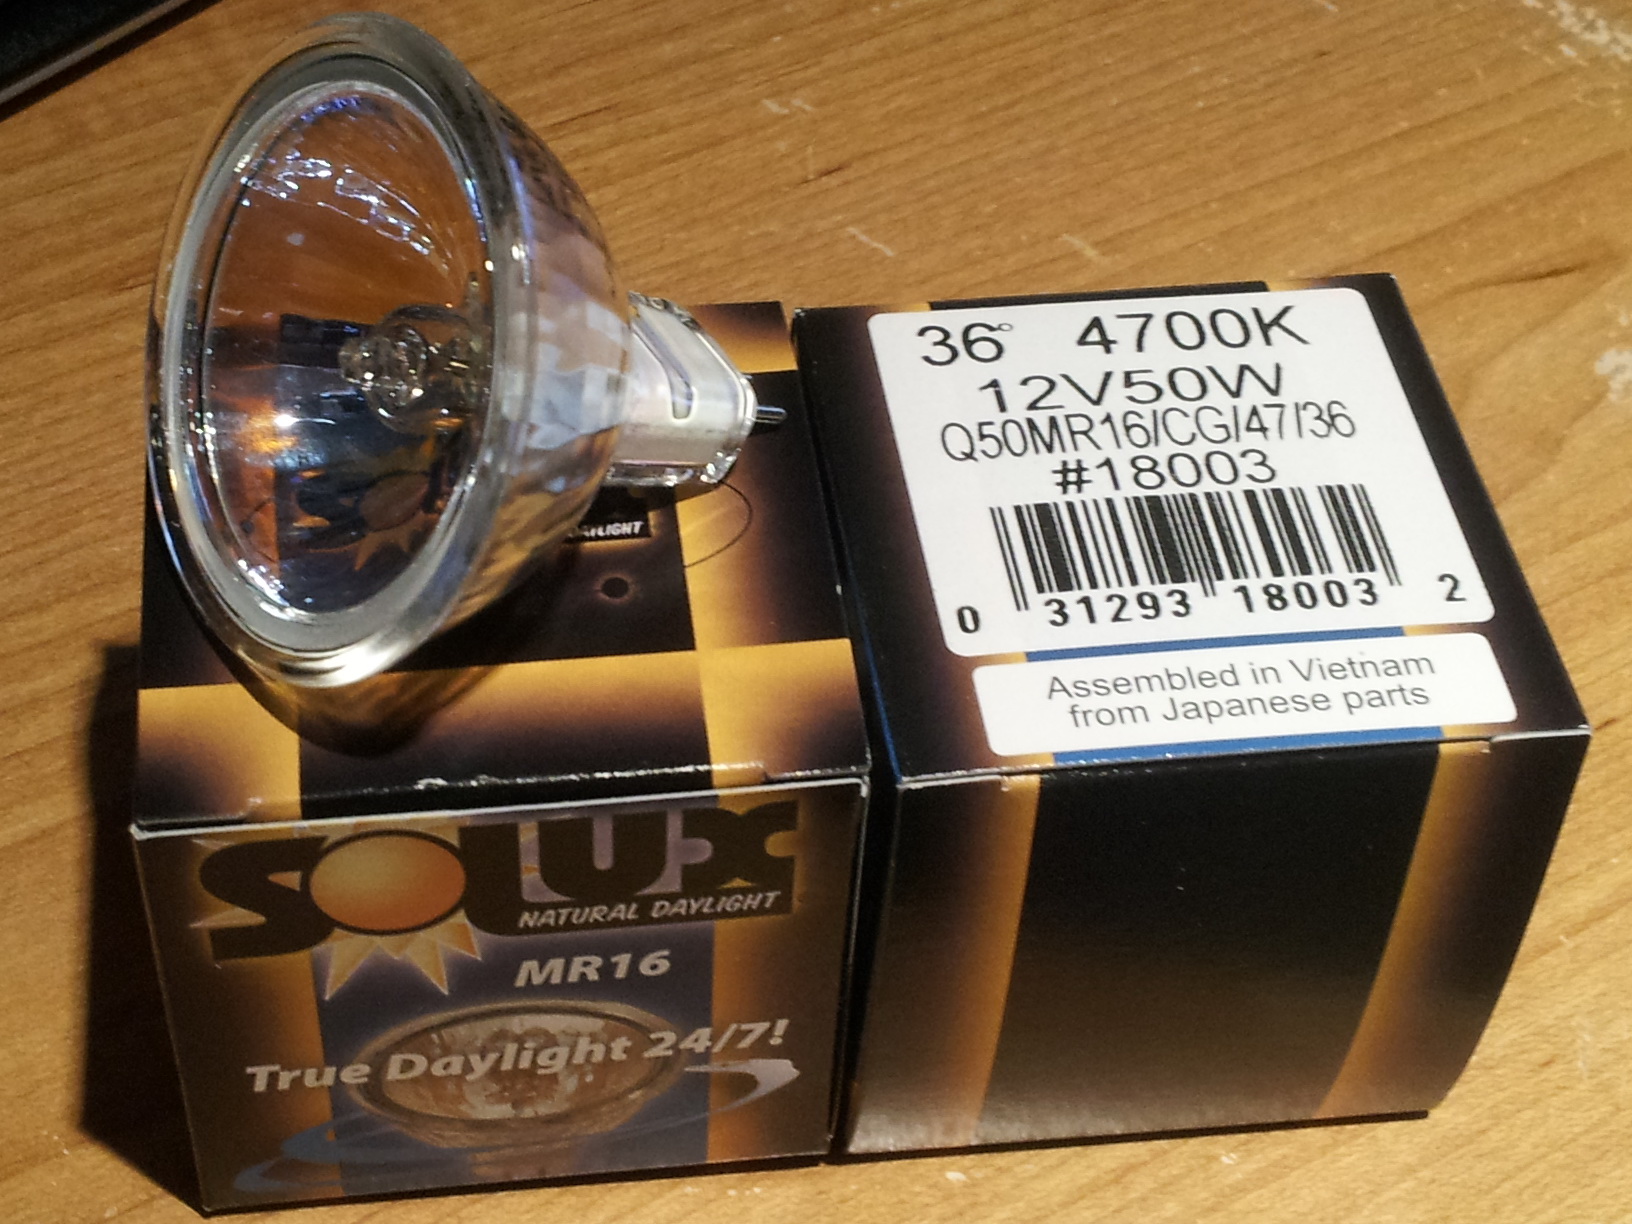 36° 4700K
12V50W
Q50MR16/CG/47/36
#18003
0 31293 18003 2
Assembled in Vietnam
from Japanese parts
DAYLIGHT
SOLUX
NATURAL DAYLIGHT
MR16
True Daylight 24/7!